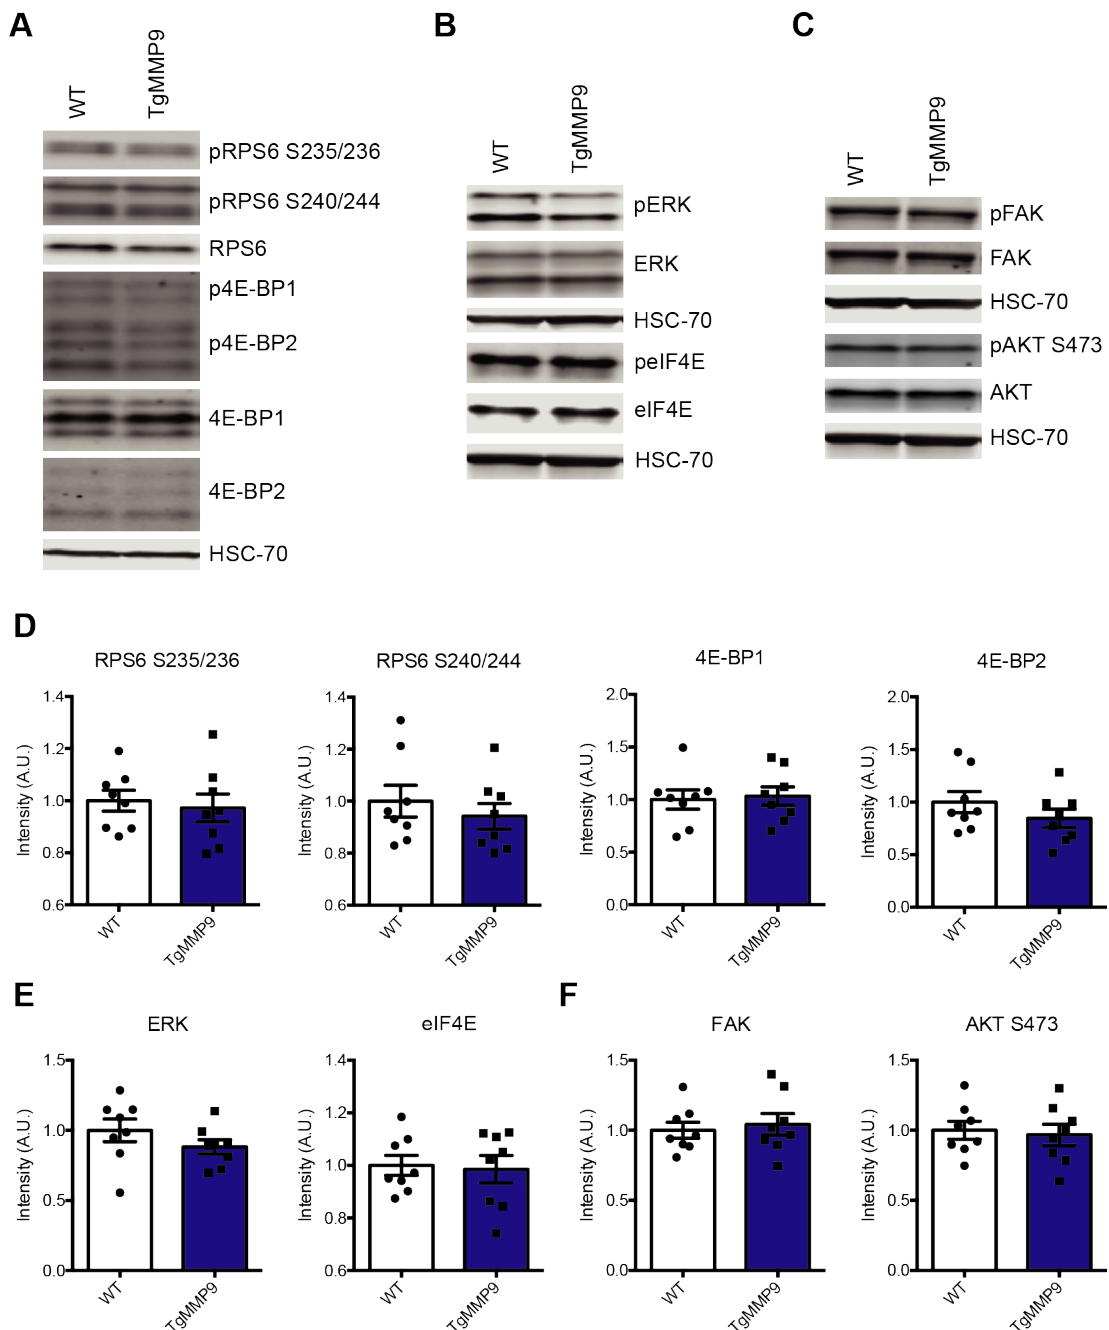 A
WT
TgMMP9
pRPS6 S235/236
pRPS6 S240/244
RPS6
p4E-BP1
p4E-BP2
4E-BP1
4E-BP2
HSC-70
B
WT
TgMMP9
pERK
ERK
HSC-70
peIF4E
eIF4E
HSC-70
C
WT
TgMMP9
pFAK
FAK
HSC-70
pAKT S473
AKT
HSC-70
D
RPS6 S235/236
Intensity (A.U.)
1.4
1.2
1.0
0.8
0.6
WT
TgMMP9
RPS6 S240/244
Intensity (A.U.)
1.4
1.2
1.0
0.8
0.6
WT
TgMMP9
4E-BP1
Intensity (A.U.)
2.0
1.5
1.0
0.5
0.0
WT
TgMMP9
4E-BP2
Intensity (A.U.)
2.0
1.5
1.0
0.5
0.0
WT
TgMMP9
E
ERK
Intensity (A.U.)
1.5
1.0
0.5
0.0
WT
TgMMP9
eIF4E
Intensity (A.U.)
1.4
1.2
1.0
0.8
0.6
WT
TgMMP9
F
FAK
Intensity (A.U.)
1.5
1.0
0.5
0.0
WT
TgMMP9
AKT S473
Intensity (A.U.)
1.5
1.0
0.5
0.0
WT
TgMMP9